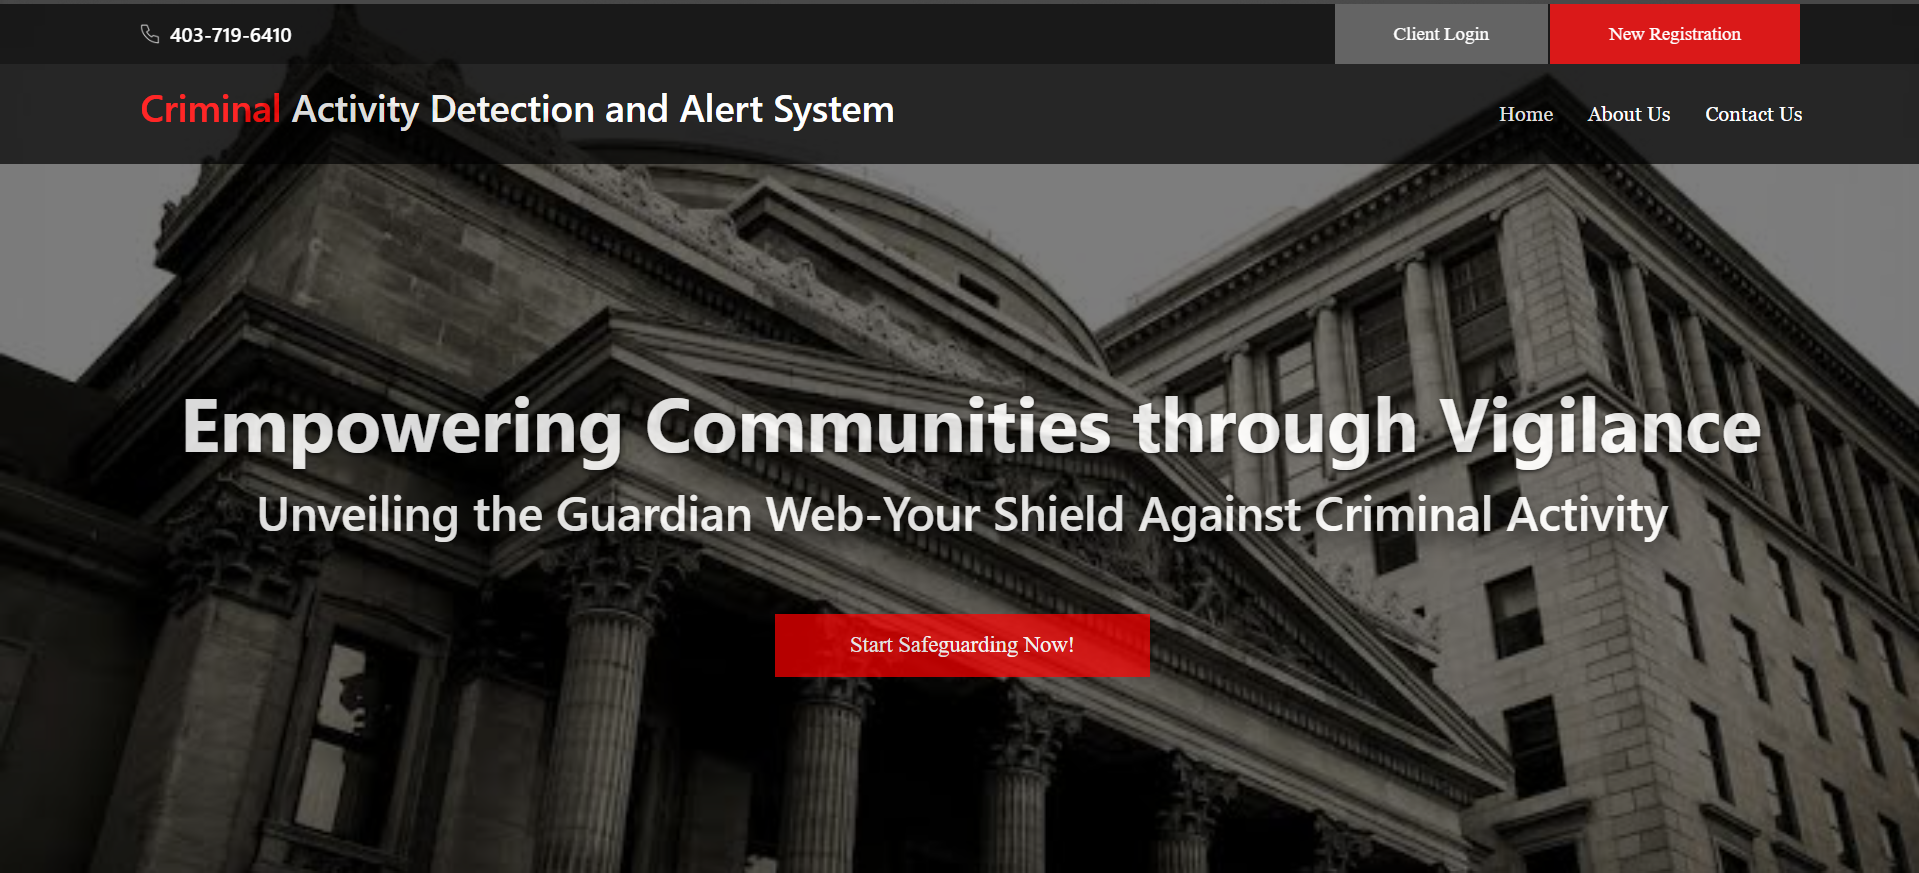 403-719-6410
Client Login
New Registration
Criminal Activity Detection and Alert System
Home
About Us
Contact Us
Empowering Communities through Vigilance
Unveiling the Guardian Web-Your Shield Against Criminal Activity
Start Safeguarding Now!